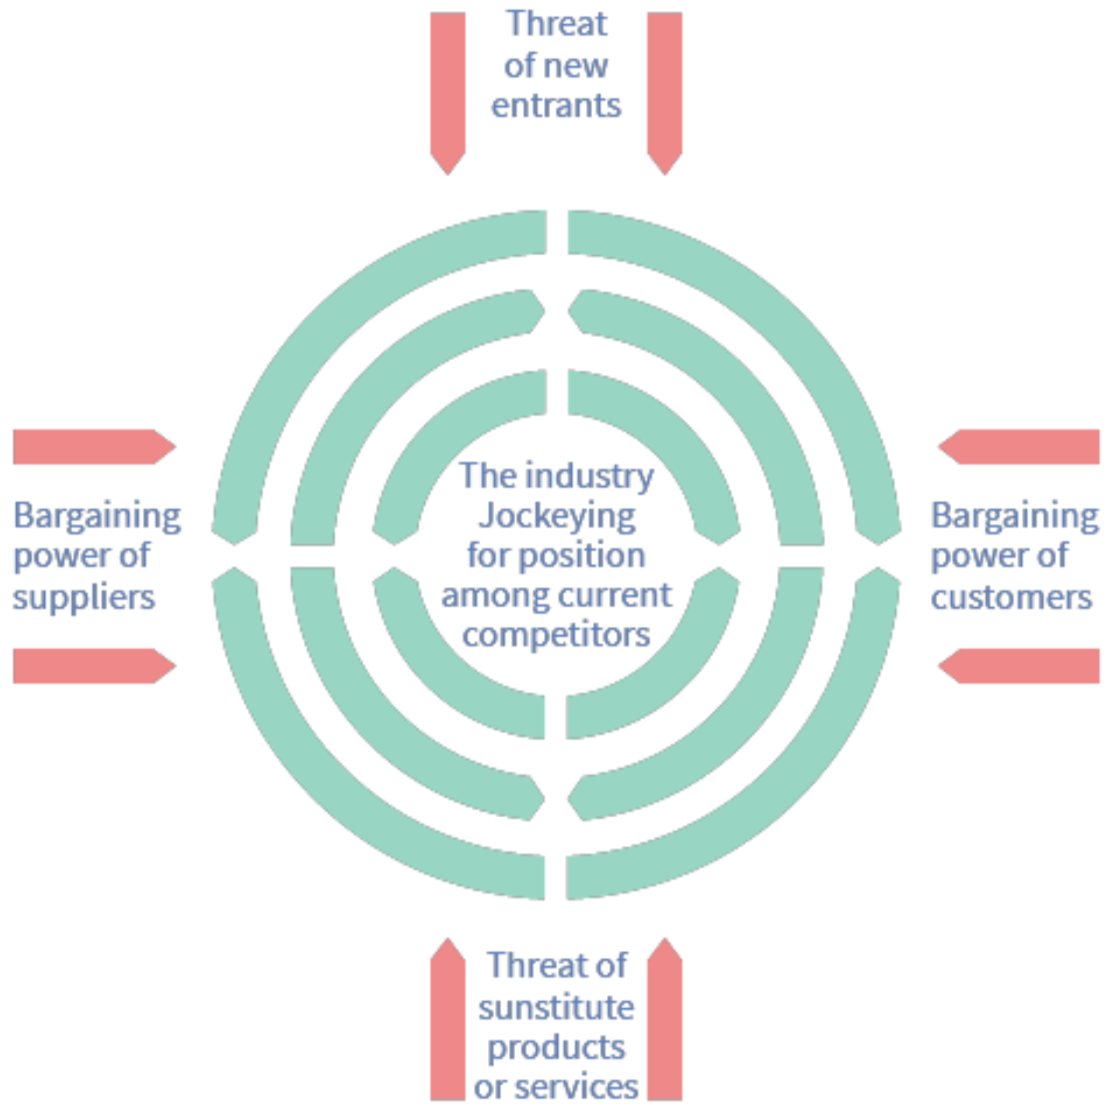 Threat
of new
entrants
The industry
Jockeying
for position
among current
competitors
Bargaining
power of
suppliers
Bargaining
power of
customers
Threat of
sunstitute
products
or services